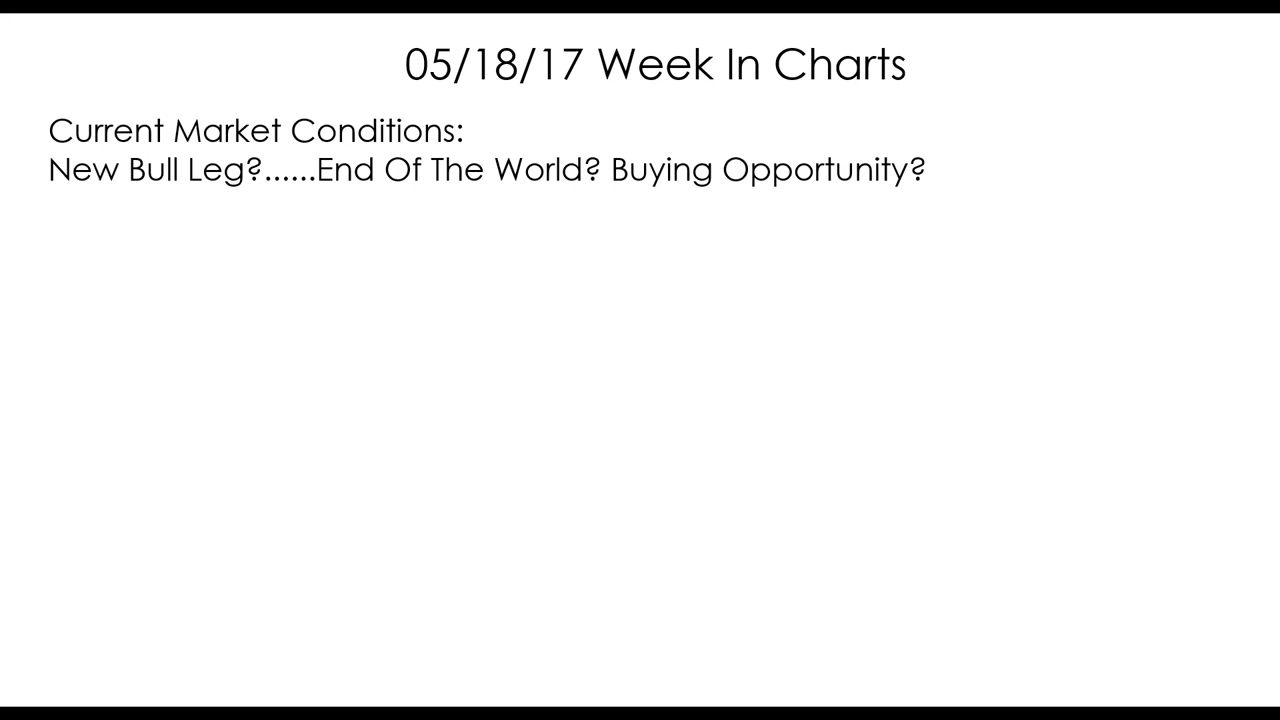 05/18/17 Week In Charts
Current Market Conditions:
New Bull Leg?......End Of The World? Buying Opportunity?